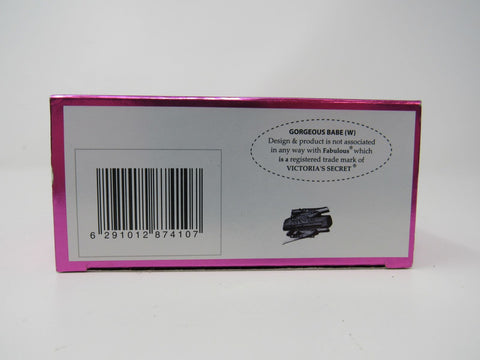 GORGEOUS BABE (W)
Design & product is not associated
in any way with Fabulous® which
is a registered trade mark of
VICTORIA'S SECRET®
6 291012 874107